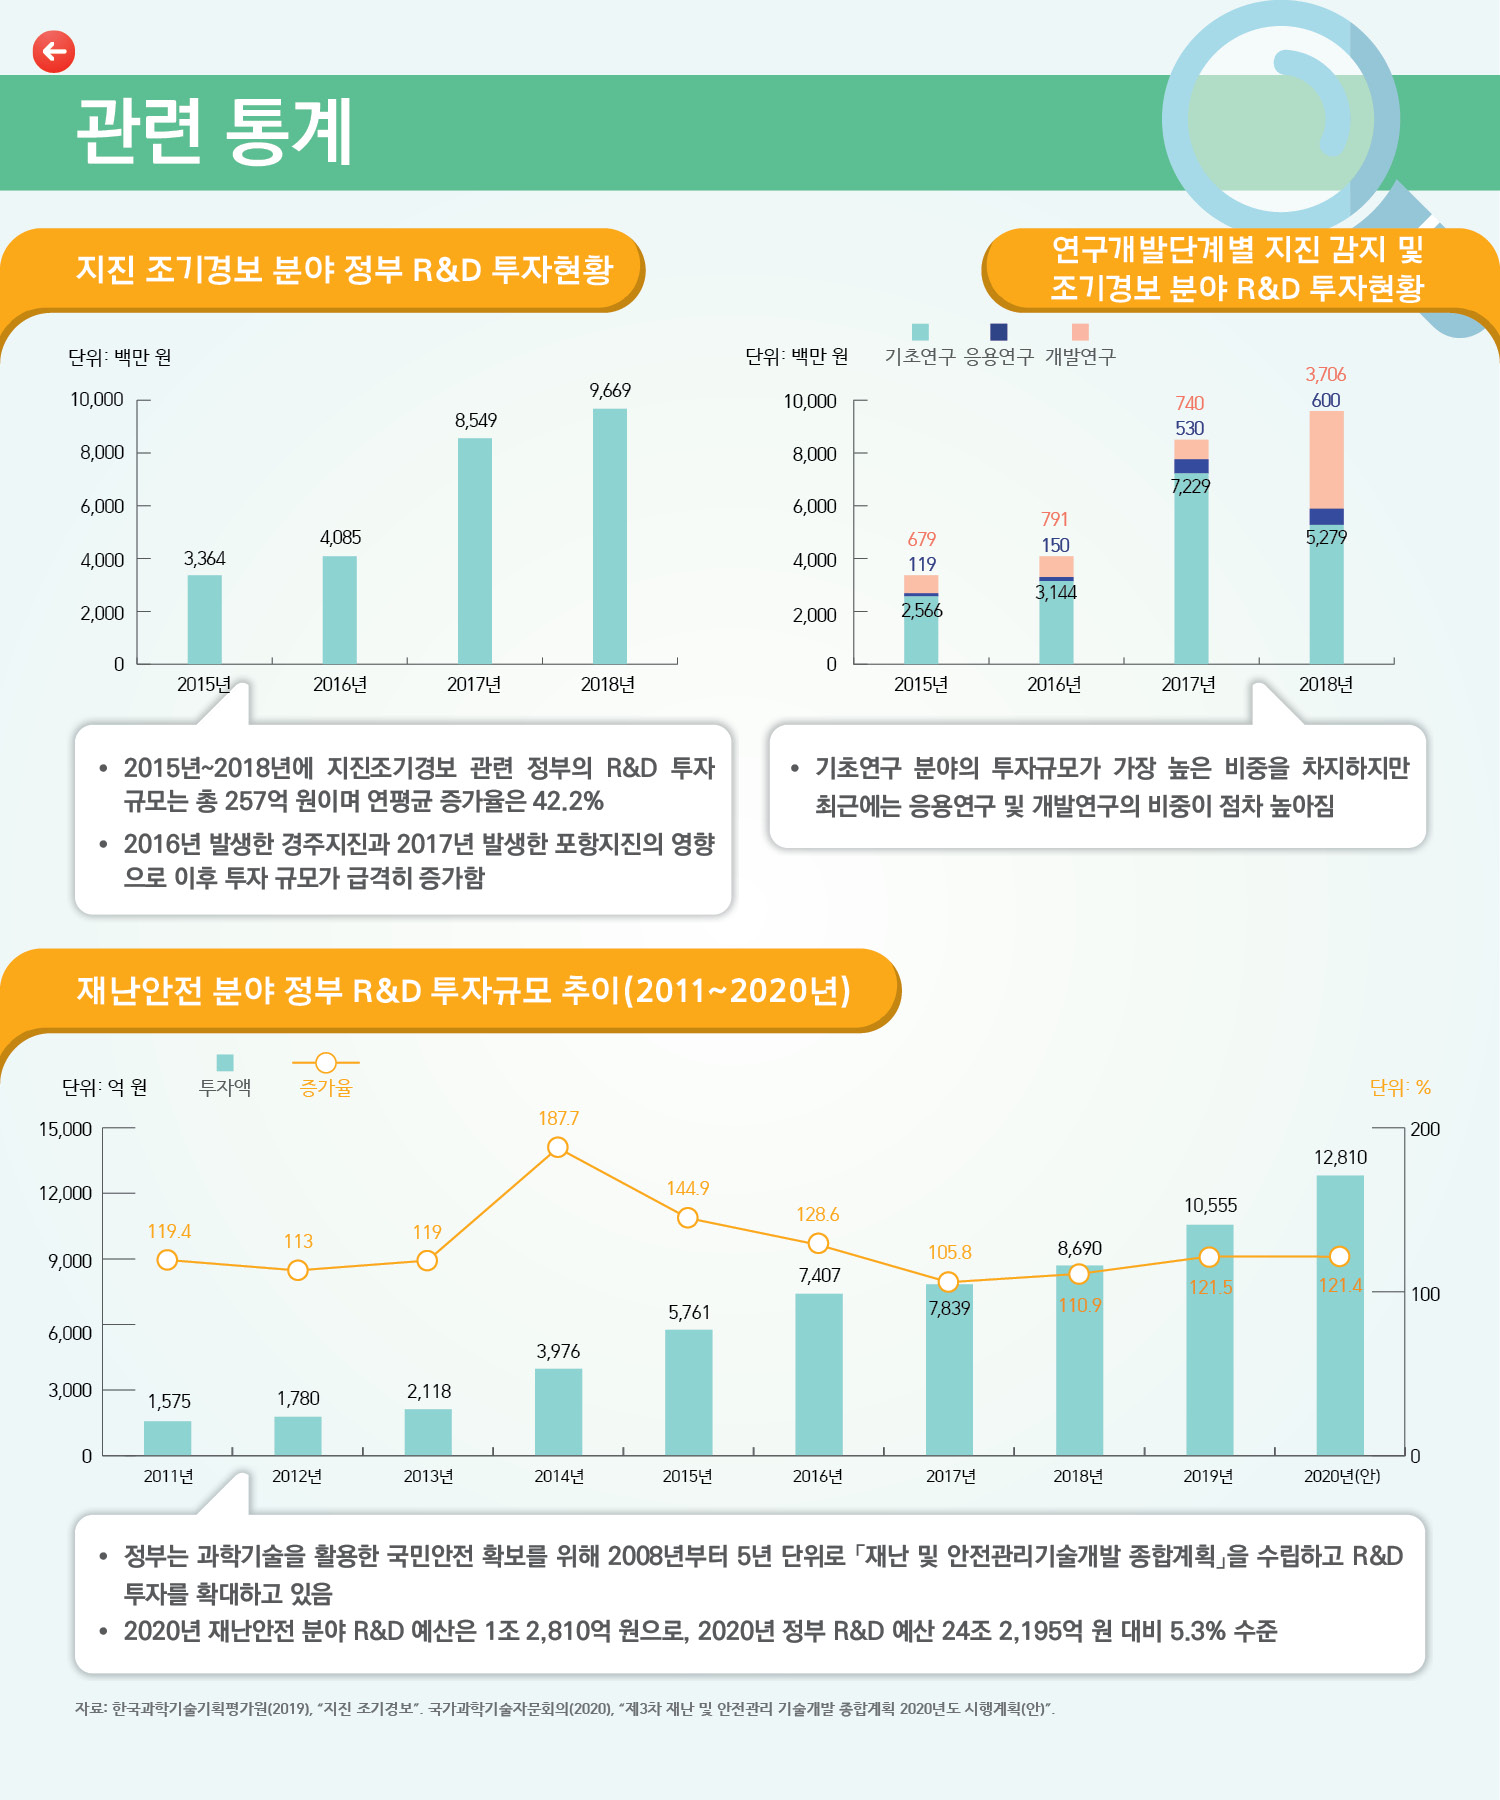 관련 통계
지진 조기경보 분야 정부 R&D 투자현황
단위: 백만 원
10,000
8,000
6,000
4,000
2,000
0
3,364
4,085
8,549
9,669
2015년
2016년
2017년
2018년
• 2015년~2018년에 지진조기경보 관련 정부의 R&D 투자
규모는 총 257억 원이며 연평균 증가율은 42.2%
• 2016년 발생한 경주지진과 2017년 발생한 포항지진의 영향
으로 이후 투자 규모가 급격히 증가함
연구개발단계별 지진 감지 및
조기경보 분야 R&D 투자현황
단위: 백만 원
기초연구 응용연구 개발연구
10,000
8,000
6,000
4,000
2,000
0
679
119
2,566
791
150
3,144
740
530
7,229
3,706
600
5,279
2015년
2016년
2017년
2018년
• 기초연구 분야의 투자규모가 가장 높은 비중을 차지하지만
최근에는 응용연구 및 개발연구의 비중이 점차 높아짐
재난안전 분야 정부 R&D 투자규모 추이(2011~2020년)
단위: 억 원
투자액
증가율
단위: %
15,000
12,000
9,000
6,000
3,000
0
200
100
0
119.4
113
119
187.7
144.9
128.6
105.8
110.9
121.5
121.4
1,575
1,780
2,118
3,976
5,761
7,407
7,839
8,690
10,555
12,810
2011년
2012년
2013년
2014년
2015년
2016년
2017년
2018년
2019년
2020년(안)
• 정부는 과학기술을 활용한 국민안전 확보를 위해 2008년부터 5년 단위로 「재난 및 안전관리기술개발 종합계획」을 수립하고 R&D
투자를 확대하고 있음
• 2020년 재난안전 분야 R&D 예산은 1조 2,810억 원으로, 2020년 정부 R&D 예산 24조 2,195억 원 대비 5.3% 수준
자료: 한국과학기술기획평가원(2019), “지진 조기경보”. 국가과학기술자문회의(2020), “제3차 재난 및 안전관리 기술개발 종합계획 2020년도 시행계획(안)”.